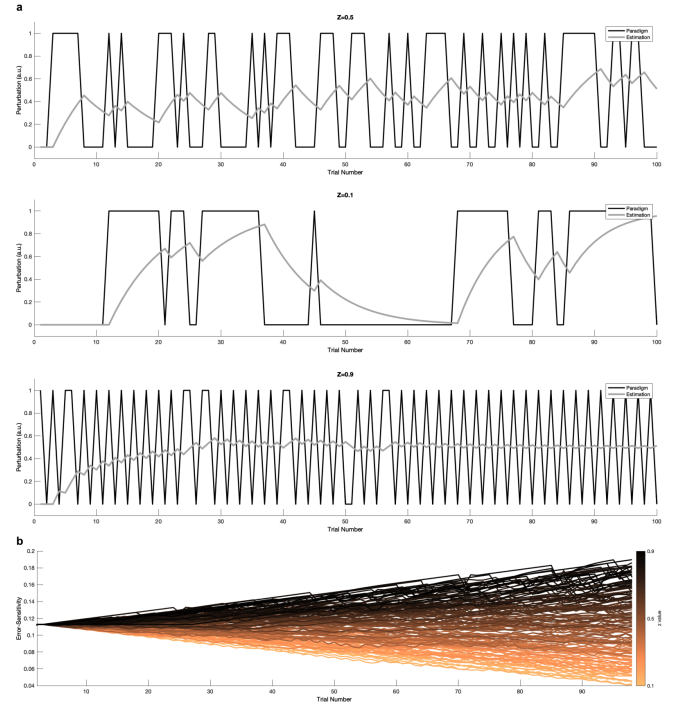 a
Z=0.5
Paradigm
Estimation
Perturbation (a.u.)
1
0.8
0.6
0.4
0.2
0
0 10 20 30 40 50 60 70 80 90 100
Trial Number
Z=0.1
Paradigm
Estimation
Perturbation (a.u.)
1
0.8
0.6
0.4
0.2
0
0 10 20 30 40 50 60 70 80 90 100
Trial Number
Z=0.9
Paradigm
Estimation
Perturbation (a.u.)
1
0.8
0.6
0.4
0.2
0
0 10 20 30 40 50 60 70 80 90 100
Trial Number
b
Error-Sensitivity
0.2
0.18
0.16
0.14
0.12
0.1
0.08
0.06
0.04
10 20 30 40 50 60 70 80 90
Trial Number
0.9
0.5
0.1
z value